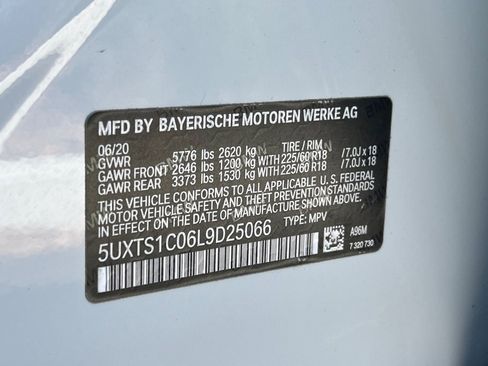 MFD BY BAYERISCHE MOTOREN WERKE AG
06/20 TIRE / RIM
GVWR 5776 lbs 2620 kg
GAWR FRONT 2646 lbs 1200 kg WITH 225/60 R18 /7.0J x 18
GAWR REAR 3373 lbs 1530 kg WITH 225/60 R18 /7.0J x 18
THIS VEHICLE CONFORMS TO ALL APPLICABLE U.S. FEDERAL
MOTOR VEHICLE SAFETY, BUMPER, AND THEFT PREVENTION STANDARDS
IN EFFECT ON THE DATE OF MANUFACTURE SHOWN ABOVE.
5UXTS1C06L9D25066 TYPE: MPV
A96M
7 320 730